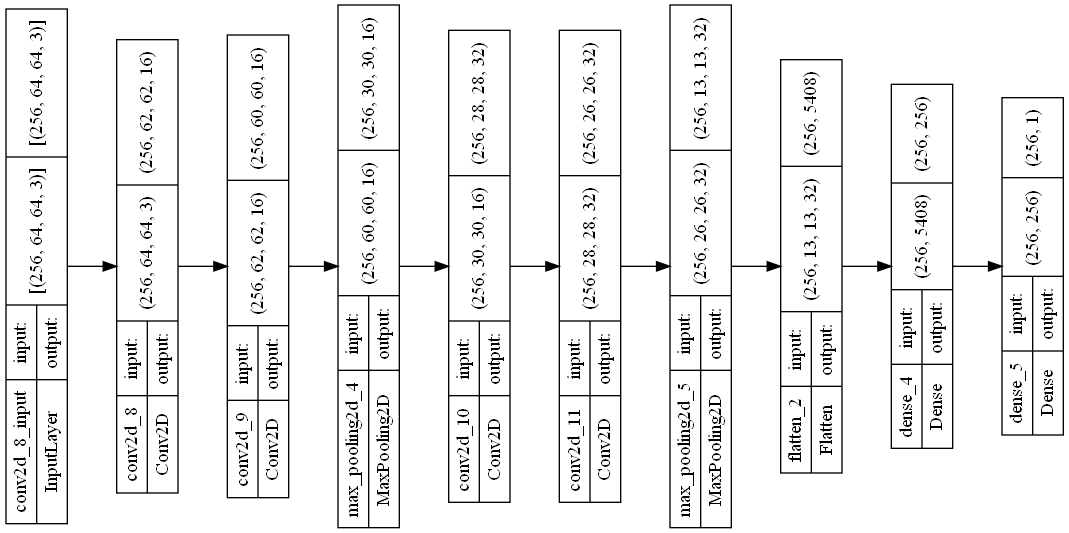 conv2d_8_input input: [(256, 64, 64, 3)] [(256, 64, 64, 3)]
InputLayer output:
conv2d_8 input: (256, 64, 64, 3) (256, 62, 62, 16)
Conv2D output:
conv2d_9 input: (256, 62, 62, 16) (256, 60, 60, 16)
Conv2D output:
max_pooling2d_4 input: (256, 60, 60, 16) (256, 30, 30, 16)
MaxPooling2D output:
conv2d_10 input: (256, 30, 30, 16) (256, 28, 28, 32)
Conv2D output:
conv2d_11 input: (256, 28, 28, 32) (256, 26, 26, 32)
Conv2D output:
max_pooling2d_5 input: (256, 26, 26, 32) (256, 13, 13, 32)
MaxPooling2D output:
flatten_2 input: (256, 13, 13, 32) (256, 5408)
Flatten output:
dense_4 input: (256, 5408) (256, 256)
Dense output:
dense_5 input: (256, 256) (256, 1)
Dense output: